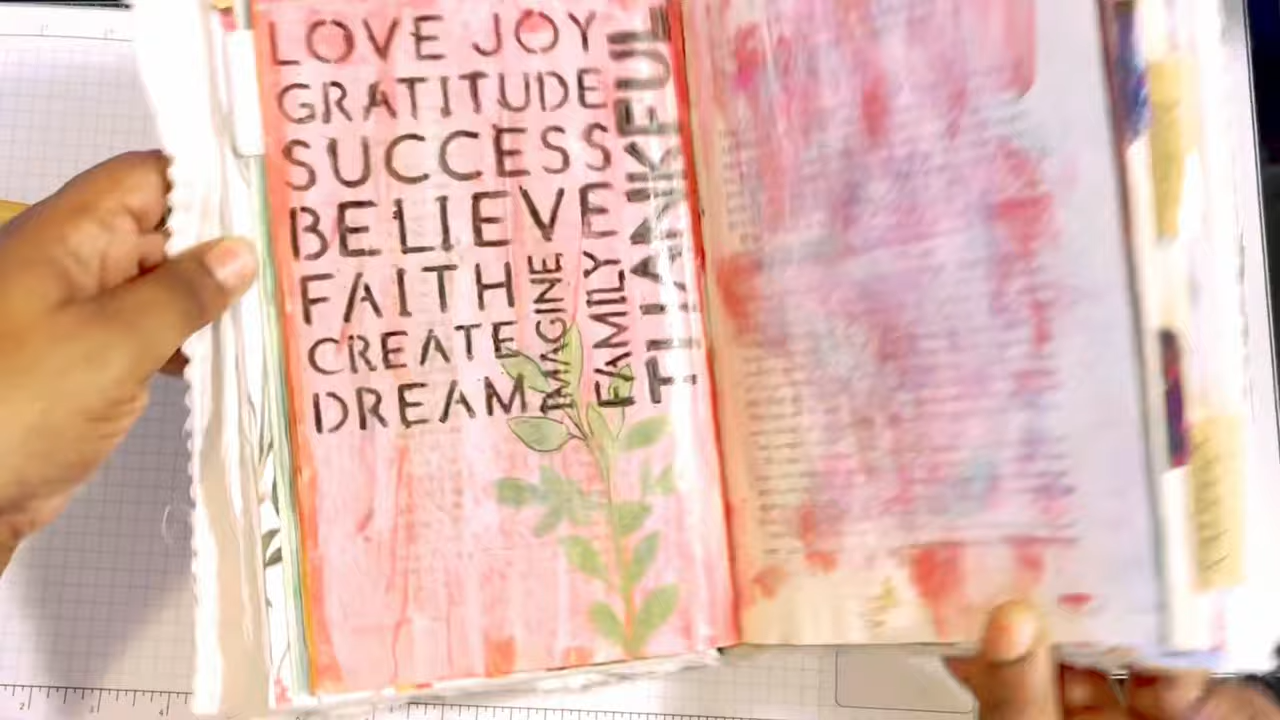 LOVE JOY
GRATITUDE
SUCCESS
BELIEVE
FAITH
CREATE
DREAM
IMAGINE
FAMILY
THANKFUL